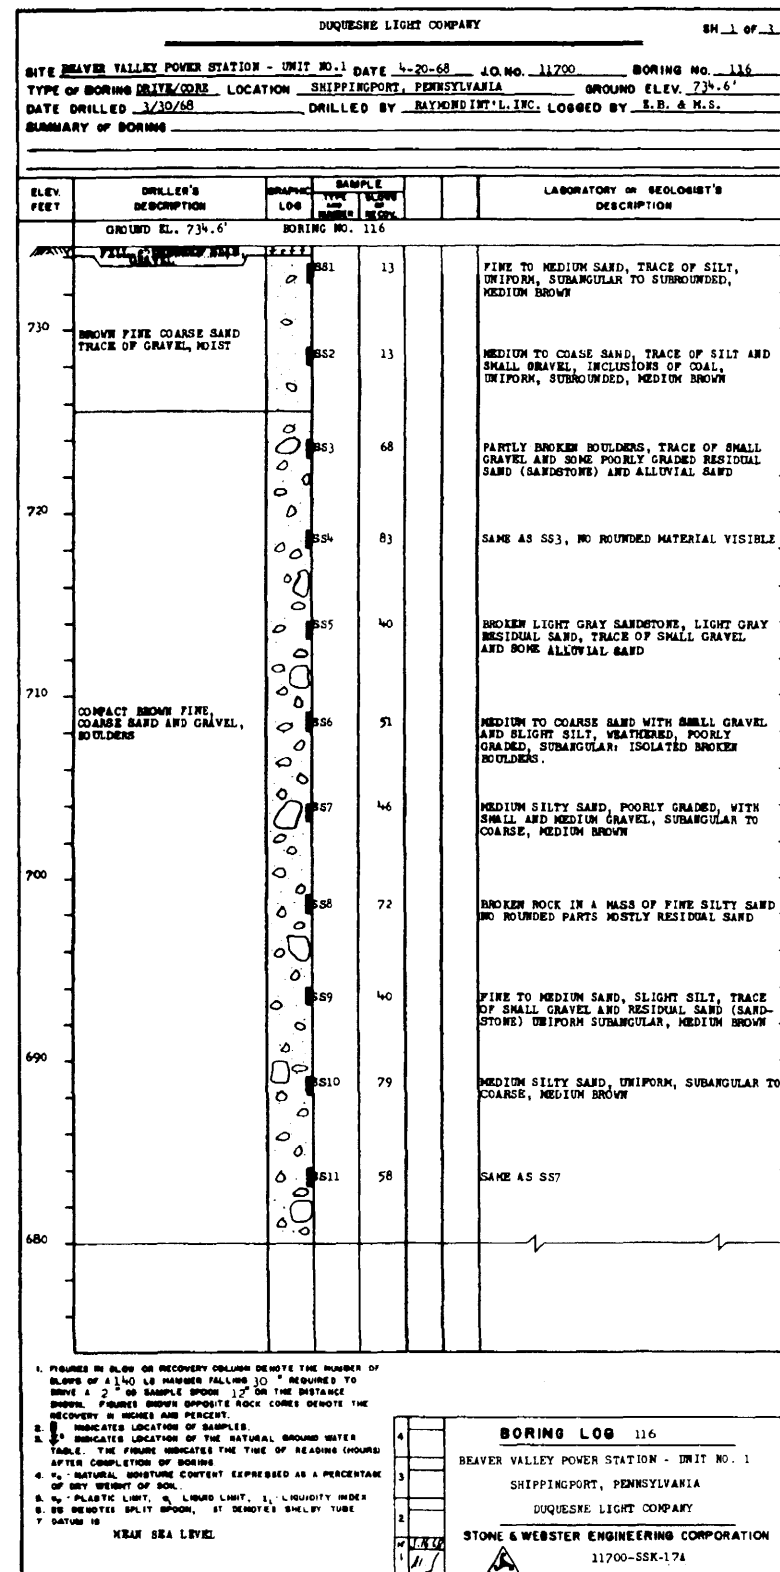 DUQUESNE LIGHT COMPANY
SH 1 OF 3
SITE BEAVER VALLEY POWER STATION - UNIT NO.1 DATE 4-20-68 J.O.NO. 11700 BORING NO. 116
TYPE OF BORING DRIVE/CORE LOCATION SHIPPINGPORT, PENNSYLVANIA GROUND ELEV. 734.6'
DATE DRILLED 3/30/68 DRILLED BY RAYMOND INT'L. INC. LOGGED BY E.B. & M.S.
SUMMARY OF BORING
ELEV. FEET
DRILLER'S DESCRIPTION
GRAPHIC LOG
SAMPLE
TYPE AND NUMBER
BLOWS OR RECOV.
LABORATORY OR GEOLOGIST'S DESCRIPTION
GROUND EL. 734.6'
BORING NO. 116
GRAVEL
SS1 13 FINE TO MEDIUM SAND, TRACE OF SILT,
UNIFORM, SUBANGULAR TO SUBROUNDED,
MEDIUM BROWN
730
BROWN FINE COARSE SAND
TRACE OF GRAVEL, MOIST
SS2 13 MEDIUM TO COASE SAND, TRACE OF SILT AND
SMALL GRAVEL, INCLUSIONS OF COAL,
UNIFORM, SUBROUNDED, MEDIUM BROWN
SS3 68 PARTLY BROKEN BOULDERS, TRACE OF SMALL
GRAVEL AND SOME POORLY GRADED RESIDUAL
SAND (SANDSTONE) AND ALLUVIAL SAND
720
SS4 83 SAME AS SS3, NO ROUNDED MATERIAL VISIBLE
SS5 40 BROKEN LIGHT GRAY SANDSTONE, LIGHT GRAY
RESIDUAL SAND, TRACE OF SMALL GRAVEL
AND SOME ALLUVIAL SAND
710
COMPACT BROWN FINE,
COARSE SAND AND GRAVEL,
BOULDERS
SS6 51 MEDIUM TO COARSE SAND WITH SMALL GRAVEL
AND SLIGHT SILT, WEATHERED, POORLY
GRADED, SUBANGULAR: ISOLATED BROKEN
BOULDERS.
SS7 46 MEDIUM SILTY SAND, POORLY GRADED, WITH
SMALL AND MEDIUM GRAVEL, SUBANGULAR TO
COARSE, MEDIUM BROWN
700
SS8 72 BROKEN ROCK IN A MASS OF FINE SILTY SAND
NO ROUNDED PARTS MOSTLY RESIDUAL SAND
SS9 40 FINE TO MEDIUM SAND, SLIGHT SILT, TRACE
OF SMALL GRAVEL AND RESIDUAL SAND (SAND-
STONE) UNIFORM SUBANGULAR, MEDIUM BROWN
690
SS10 79 MEDIUM SILTY SAND, UNIFORM, SUBANGULAR TO
COARSE, MEDIUM BROWN
SS11 58 SAME AS SS7
680
1. FIGURES IN BLOW OR RECOVERY COLUMN DENOTE THE NUMBER OF
BLOWS OF A 140 LB HAMMER FALLING 30 " REQUIRED TO
DRIVE A 2 " OD SAMPLE SPOON 12" OR THE DISTANCE
SHOWN. FIGURES SHOWN OPPOSITE ROCK CORES DENOTE THE
RECOVERY IN INCHES AND PERCENT.
2. INDICATES LOCATION OF SAMPLES.
3. INDICATES LOCATION OF THE NATURAL GROUND WATER
TABLE. THE FIGURE INDICATES THE TIME OF READING (HOURS)
AFTER COMPLETION OF BORING
4. - NATURAL MOISTURE CONTENT EXPRESSED AS A PERCENTAGE
OF DRY WEIGHT OF SOIL.
5. - PLASTIC LIMIT, LIQUID LIMIT, - LIQUIDITY INDEX
6. SS DENOTES SPLIT SPOON, ST DENOTES SHELBY TUBE
7 DATUM IS
MEAN SEA LEVEL
4
3
2
1
BORING LOG 116
BEAVER VALLEY POWER STATION - UNIT NO. 1
SHIPPINGPORT, PENNSYLVANIA
DUQUESNE LIGHT COMPANY
STONE & WEBSTER ENGINEERING CORPORATION
11700-SSK-17A